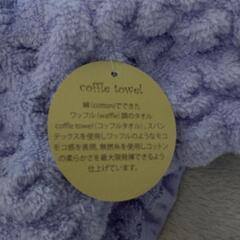 coffle towel
綿(cotton)でできた
ワッフル(waffle)調のタオル
coffle towel(コッフルタオル)、スパン
デックスを使用しワッフルのようなモコ
モコ感を表現、無撚糸を使用しコットン
の柔らかさを最大限発揮できるよう
仕上げています。